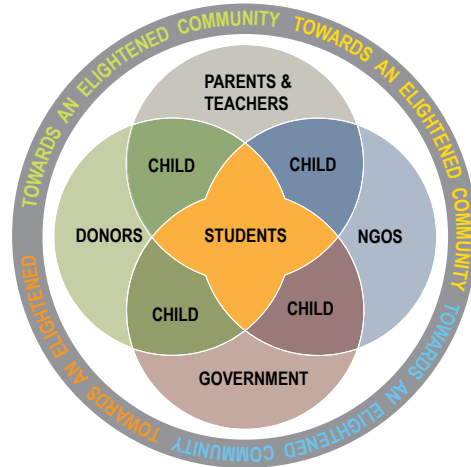 TOWARDS AN ELIGHTENED COMMUNITY
TOWARDS AN ELIGHTENED COMMUNITY
TOWARDS AN ELIGHTENED COMMUNITY
TOWARDS AN ELIGHTENED
PARENTS &
TEACHERS
CHILD
CHILD
DONORS
STUDENTS
NGOS
CHILD
CHILD
GOVERNMENT